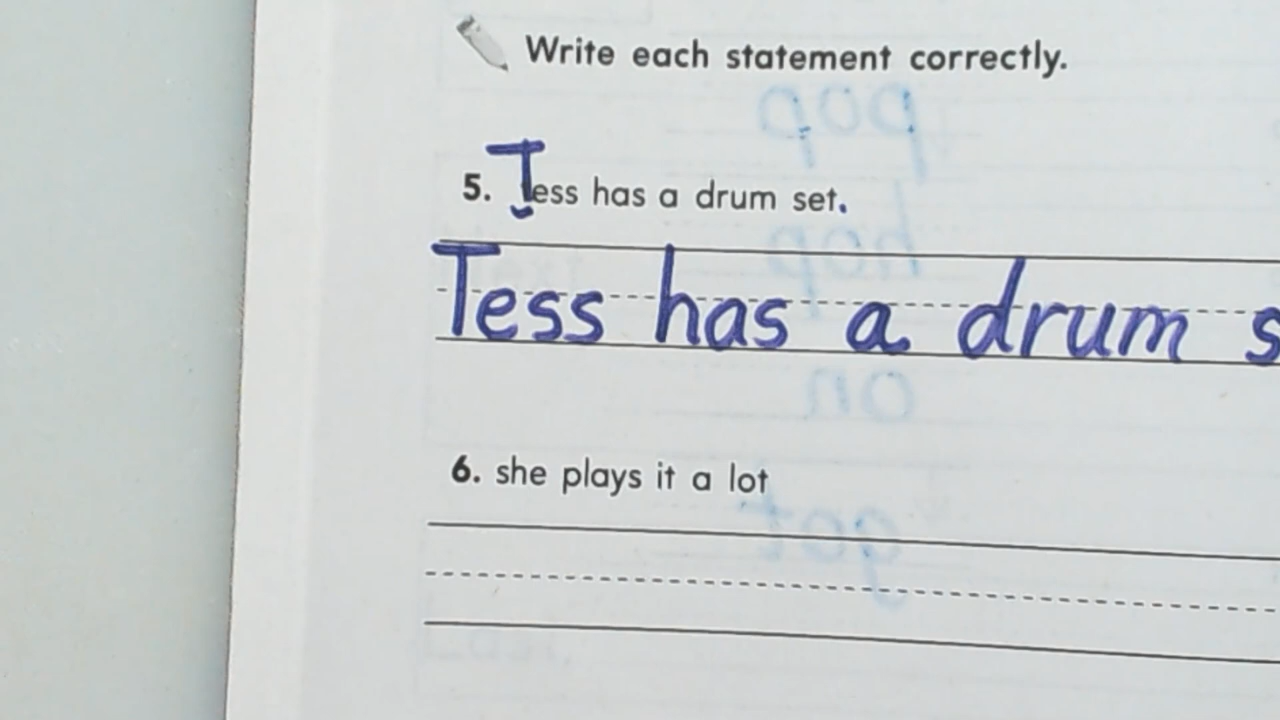 Write each statement correctly.
5. Tess has a drum set.
Tess has a drum s
6. she plays it a lot